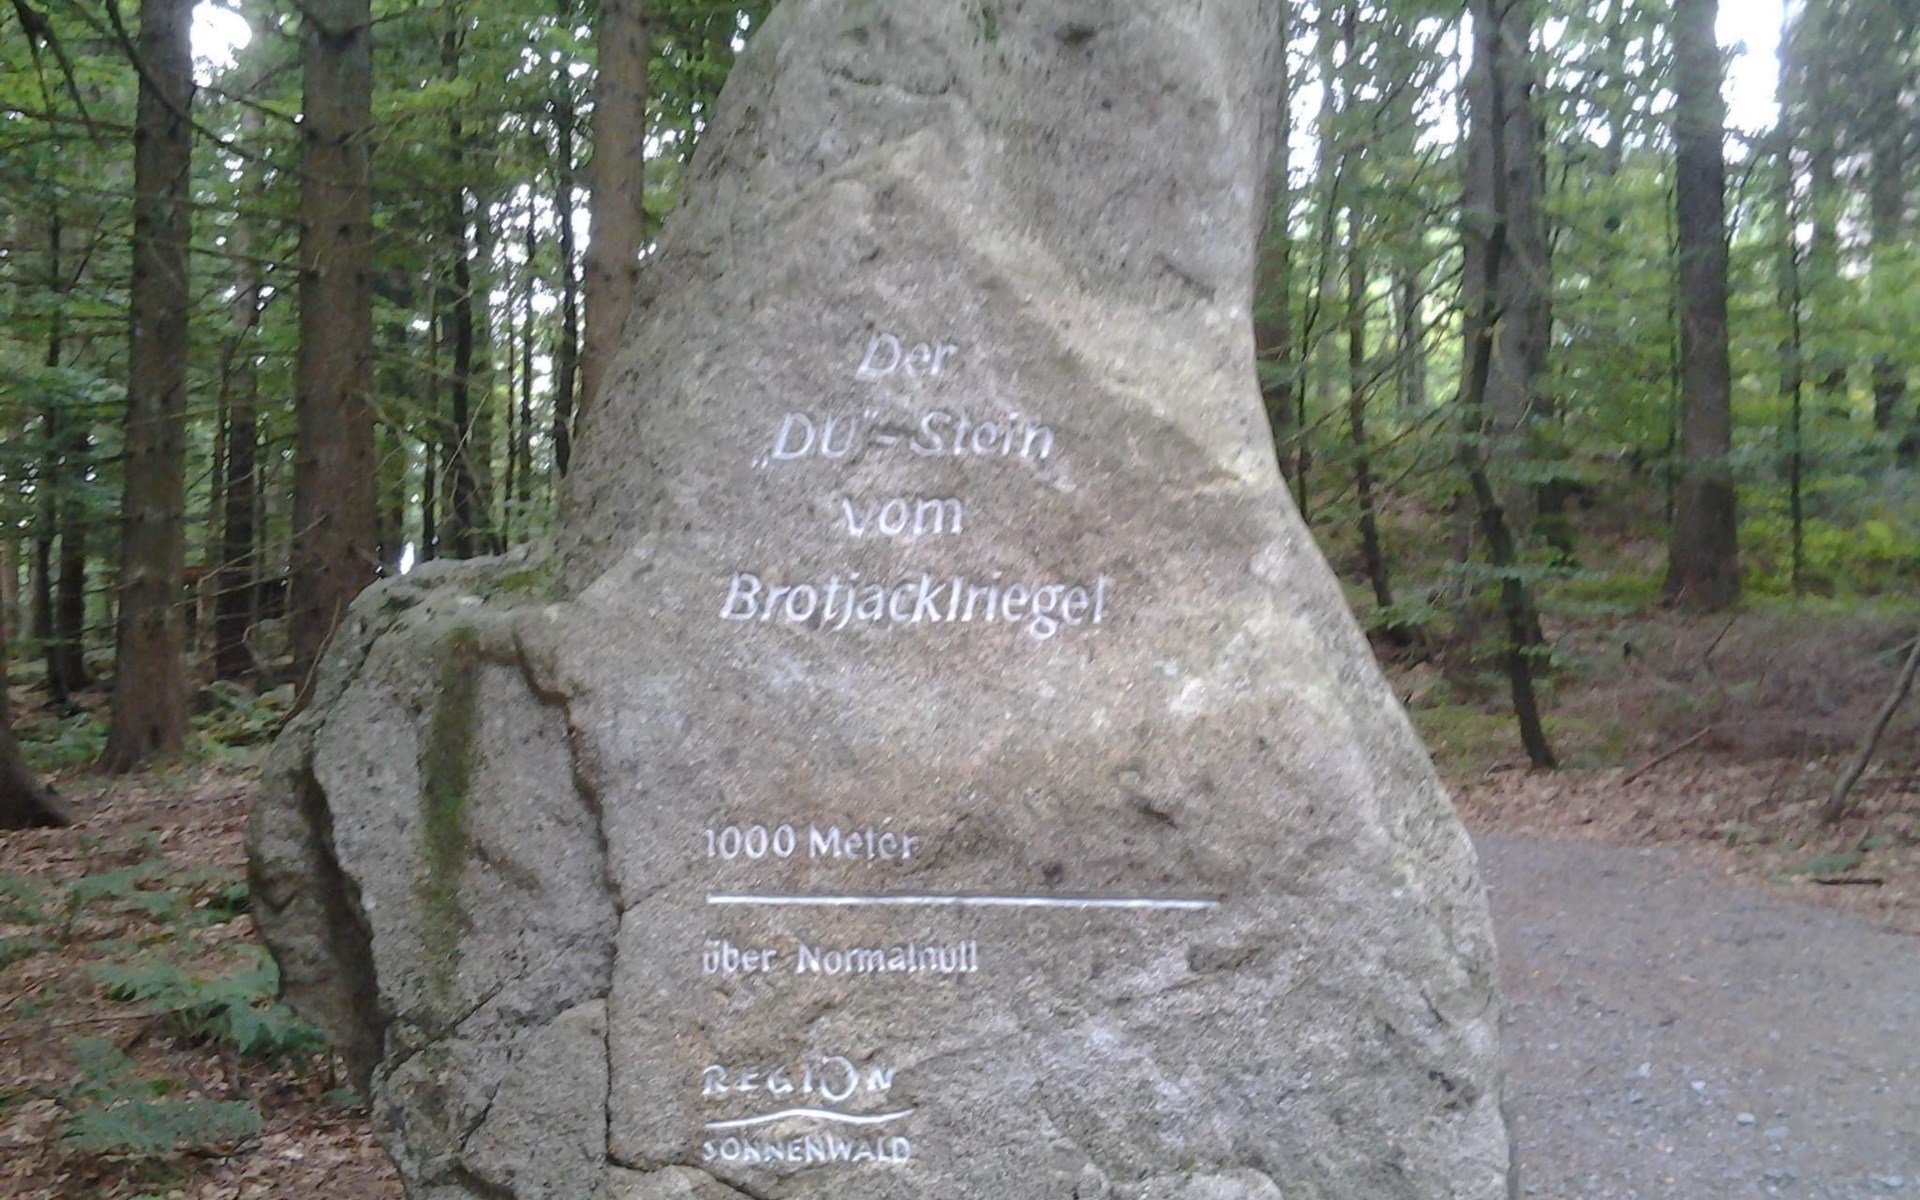 Der
„DU“-Stein
vom
Brotjacklriegel
1000 Meter
über Normalnull
REGION
SONNENWALD